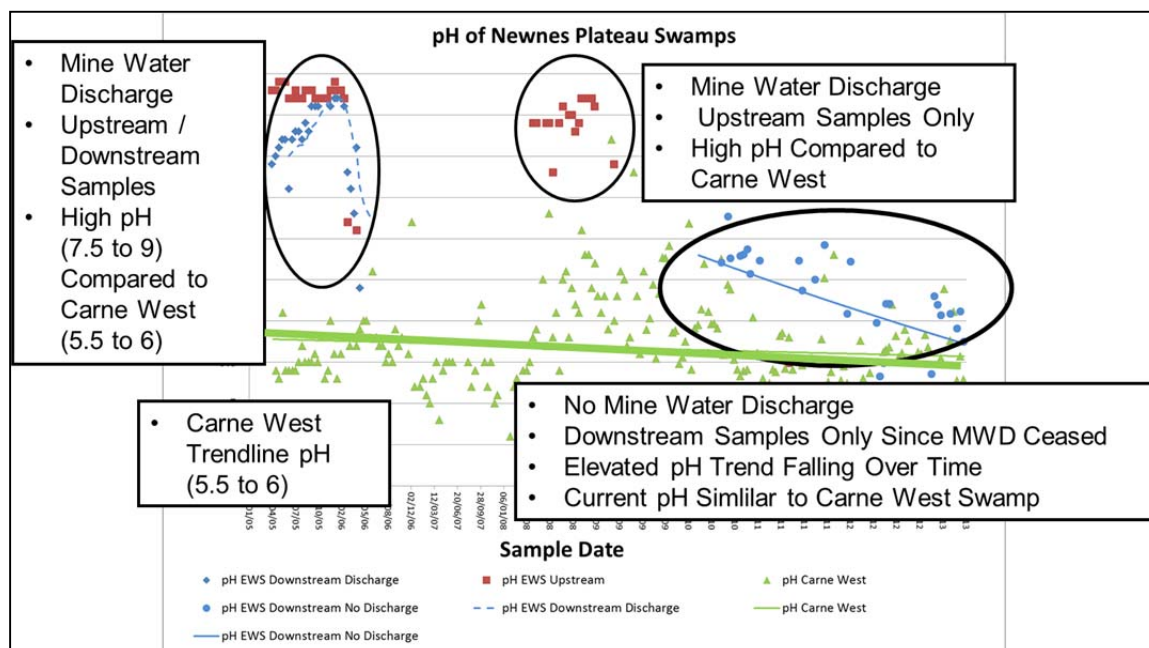 pH of Newnes Plateau Swamps
• Mine Water
Discharge
• Upstream /
Downstream
Samples
• High pH
(7.5 to 9)
Compared to
Carne West
(5.5 to 6)
• Mine Water Discharge
• Upstream Samples Only
• High pH Compared to
Carne West
• Carne West
Trendline pH
(5.5 to 6)
• No Mine Water Discharge
• Downstream Samples Only Since MWD Ceased
• Elevated pH Trend Falling Over Time
• Current pH Simlilar to Carne West Swamp
02/12/06
12/03/07
20/06/07
28/09/07
06/01/08
Sample Date
pH EWS Downstream Discharge
pH EWS Upstream
pH Carne West
pH EWS Downstream No Discharge
pH EWS Downstream Discharge
pH Carne West
pH EWS Downstream No Discharge